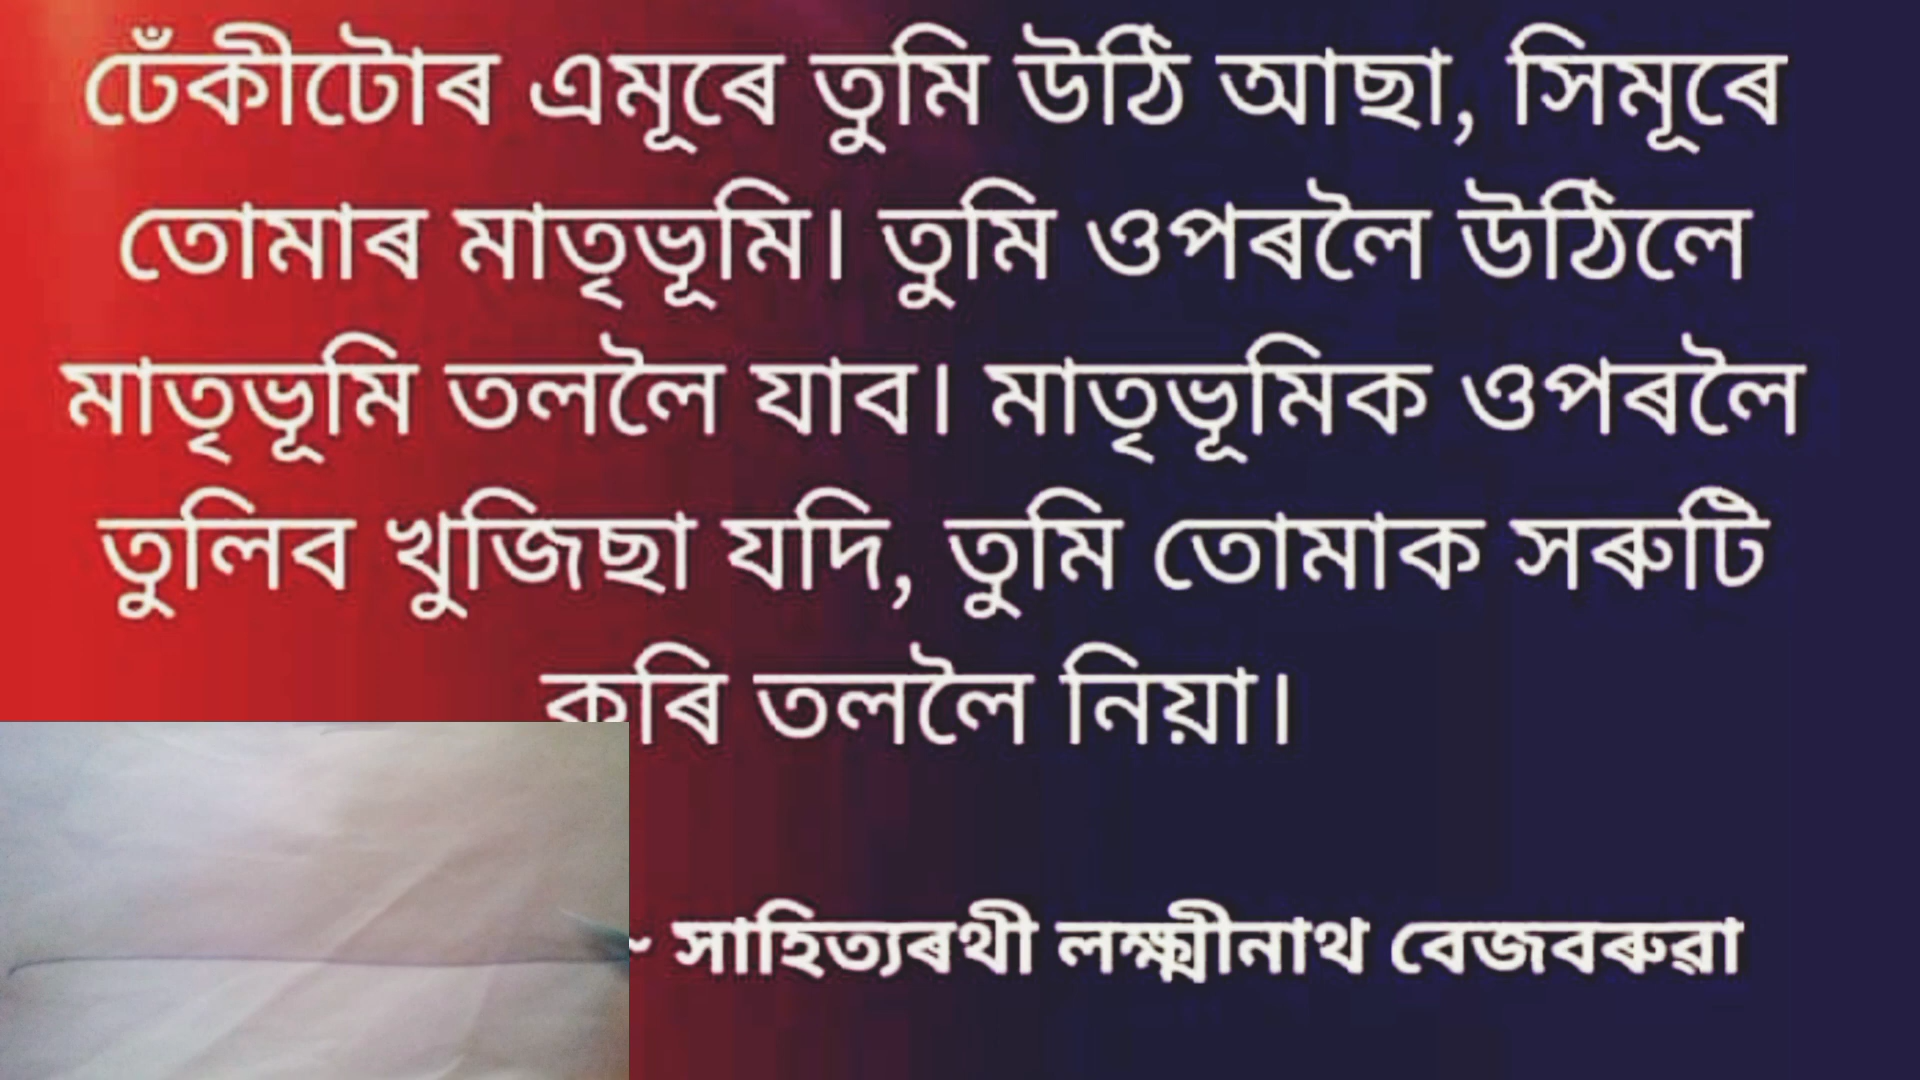 ঢেঁকীটোৰ এমূৰে তুমি উঠি আছা, সিমূৰে
তোমাৰ মাতৃভূমি। তুমি ওপৰলৈ উঠিলে
মাতৃভূমি তললৈ যাব। মাতৃভূমিক ওপৰলৈ
তুলিব খুজিছা যদি, তুমি তোমাক সৰুটি
কৰি তললৈ নিয়া।
~ সাহিত্যৰথী লক্ষ্মীনাথ বেজবৰুৱা